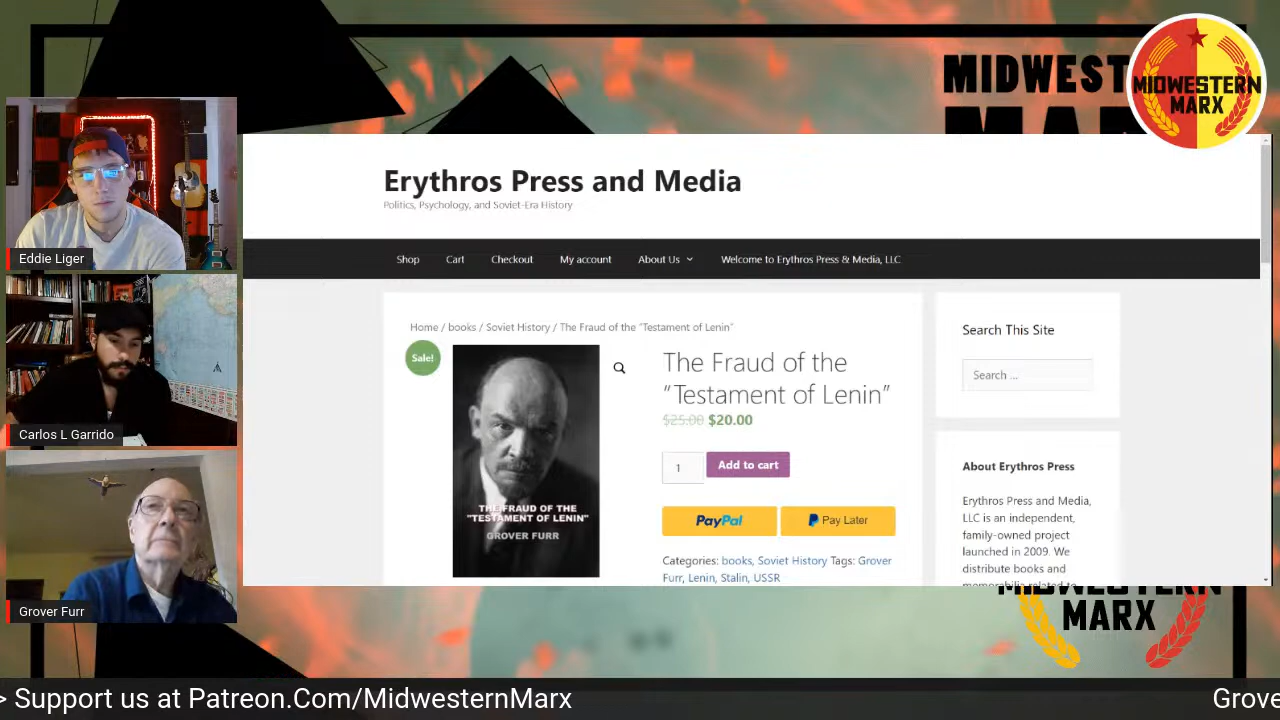 MIDWEST
MIDWESTERN
MARX
Erythros Press and Media
Politics, Psychology, and Soviet-Era History
Shop Cart Checkout My account About Us Welcome to Erythros Press & Media, LLC
Home / books / Soviet History / The Fraud of the "Testament of Lenin"
Sale!
THE FRAUD OF THE
"TESTAMENT OF LENIN"
GROVER FURR
The Fraud of the
"Testament of Lenin"
$25.00 $20.00
1 Add to cart
PayPal
P Pay Later
Categories: books, Soviet History Tags: Grover
Furr, Lenin, Stalin, USSR
Search This Site
Search ...
About Erythros Press
Erythros Press and Media,
LLC is an independent,
family-owned project
launched in 2009. We
distribute books and
memorabilia related to
Eddie Liger
Carlos L Garrido
Grover Furr
MIDWESTERN
MARX
> Support us at Patreon.Com/MidwesternMarx
Grove